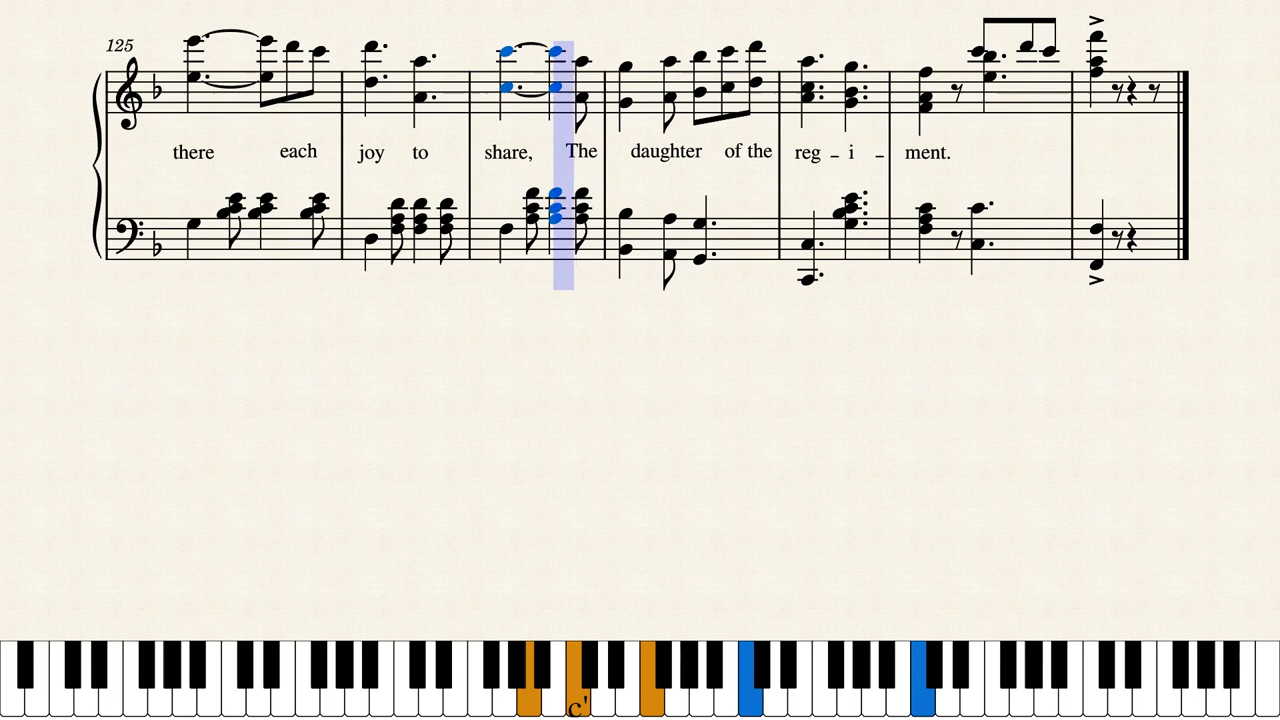 125
there each joy to share, The daughter of the reg - i - ment.
c'